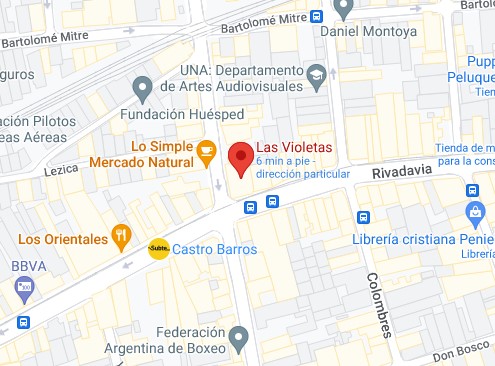 Bartolomé Mitre
Bartolomé Mitre
Daniel Montoya
guros
UNA: Departamento
de Artes Audiovisuales
Pupp
Peluque
Tien
ación Pilotos
eas Aéreas
Fundación Huésped
Lo Simple
Mercado Natural
Las Violetas
6 min a pie -
dirección particular
Tienda de m
para la cons
Lezica
Rivadavia
Los Orientales
Subte
Castro Barros
Librería cristiana Penie
Librería
BBVA
Colombres
Federación
Argentina de Boxeo
Don Bosco